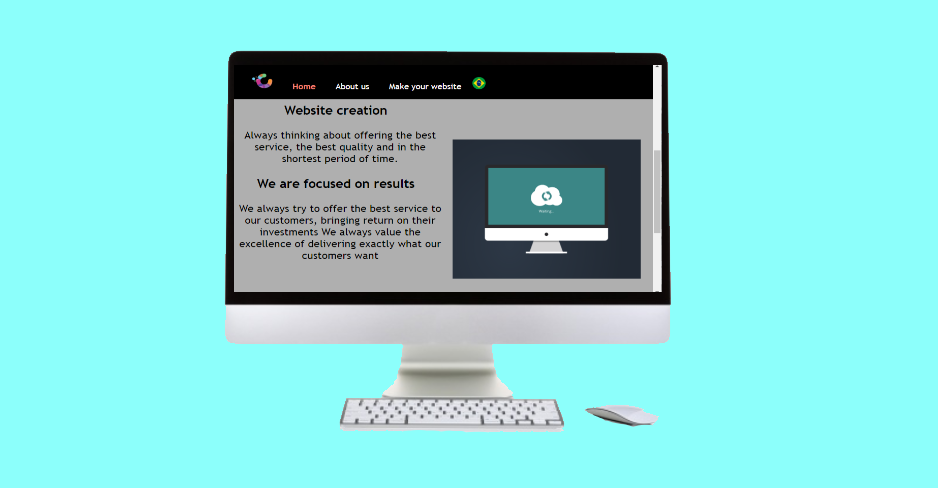 Home About us Make your website
Website creation
Always thinking about offering the best
service, the best quality and in the
shortest period of time.
We are focused on results
We always try to offer the best service to
our customers, bringing return on their
investments We always value the
excellence of delivering exactly what our
customers want